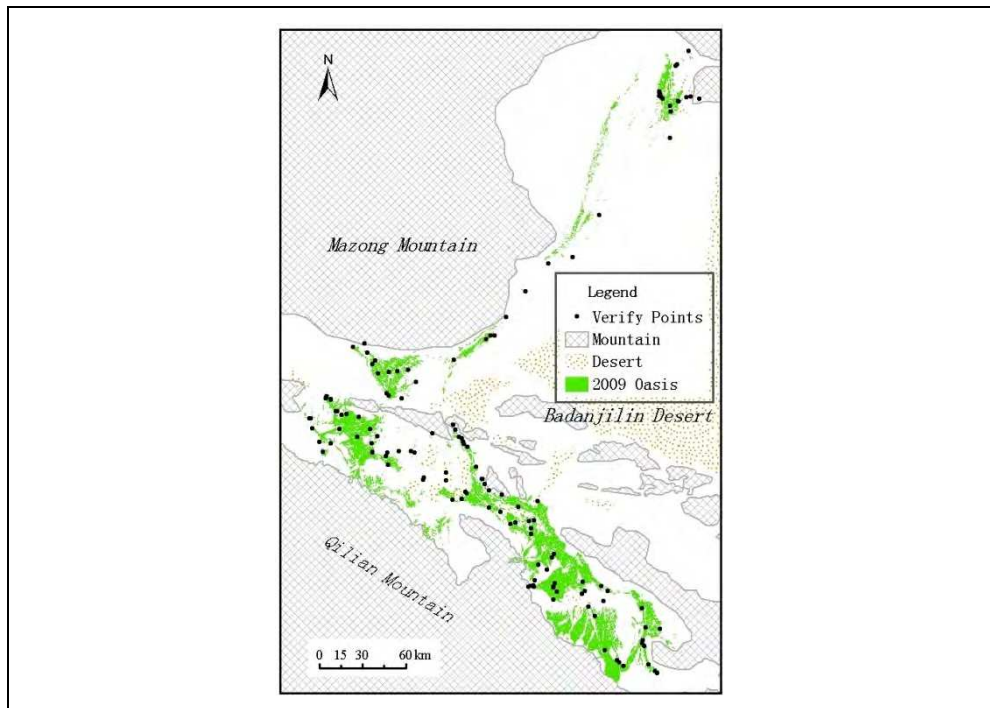 N
Mazong Mountain
Legend
Verify Points
Mountain
Desert
2009 Oasis
Badanjilin Desert
Qilian Mountain
0 15 30 60 km